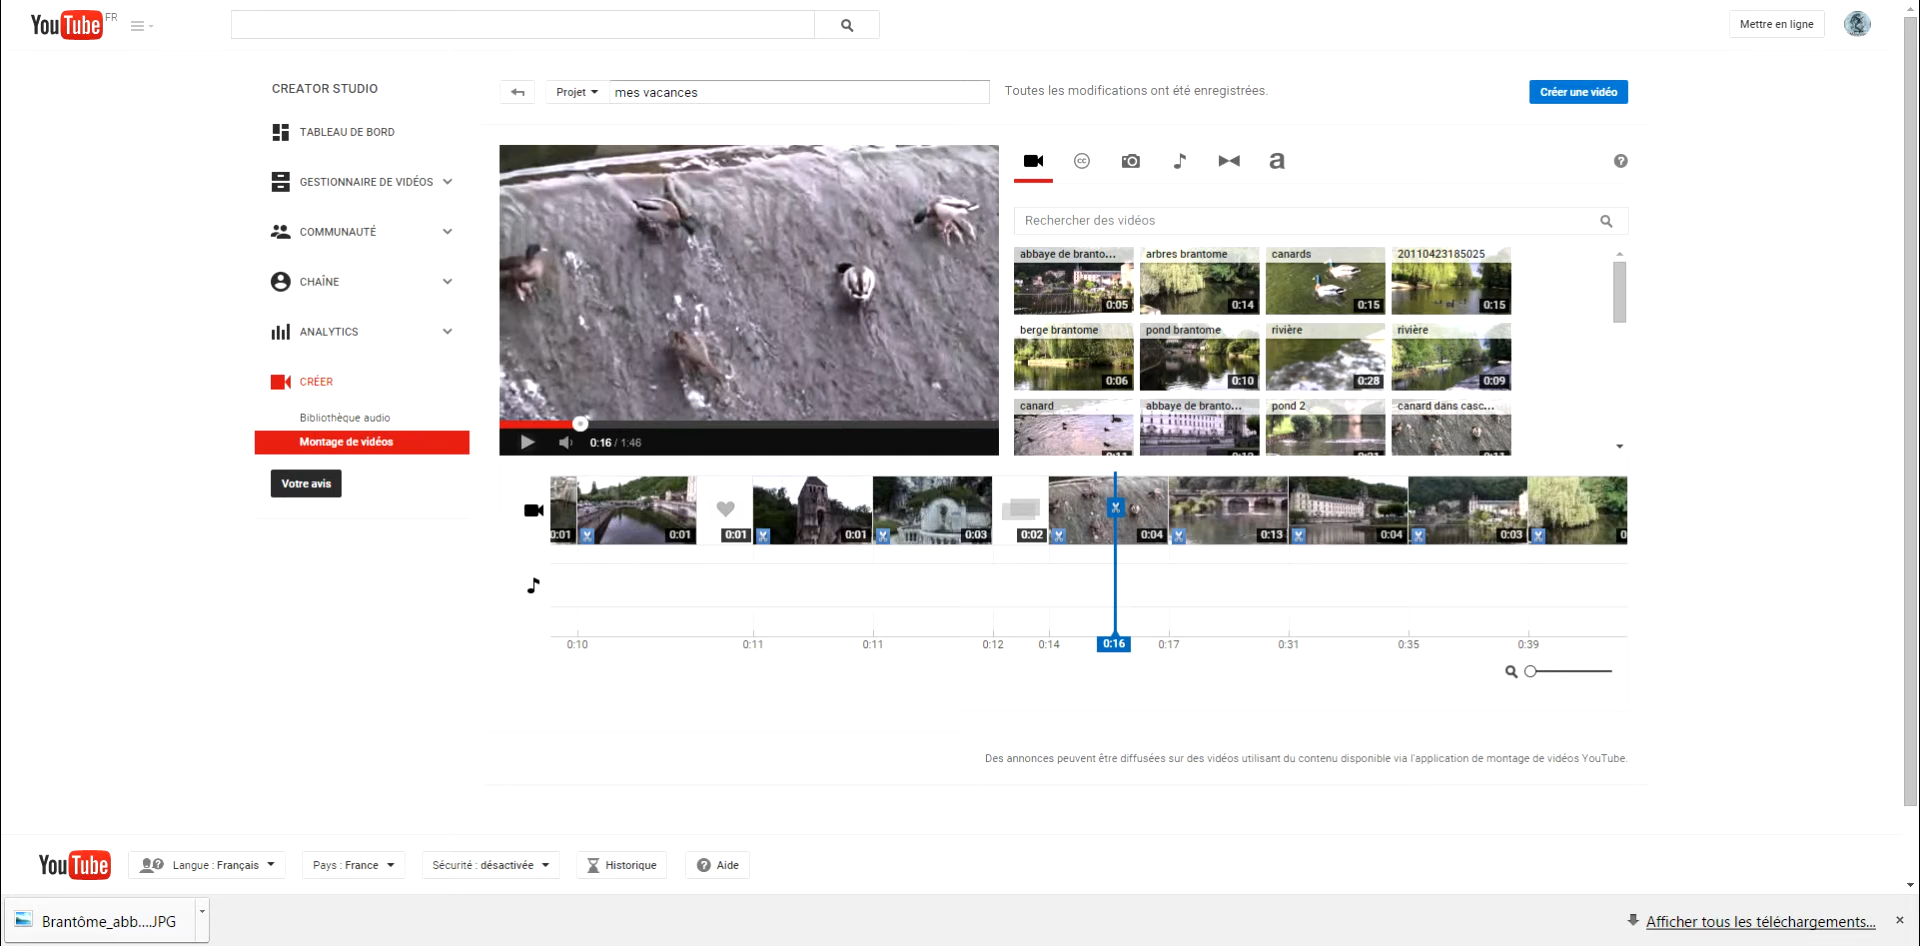 YouTube FR
Mettre en ligne
CREATOR STUDIO
Projet
mes vacances
Toutes les modifications ont été enregistrées.
Créer une vidéo
TABLEAU DE BORD
GESTIONNAIRE DE VIDÉOS
COMMUNAUTÉ
CHAÎNE
ANALYTICS
CRÉER
Bibliothèque audio
Montage de vidéos
Votre avis
0:16 / 1:46
cc
a
Rechercher des vidéos
abbaye de branto... arbres brantome canards 20110423185025
0:05 0:14 0:15 0:15
berge brantome pond brantome rivière rivière
0:06 0:10 0:28 0:09
canard abbaye de branto... pond 2 canard dans casc...
0:01 0:01 0:01 0:01 0:03 0:02 0:04 0:13 0:04 0:03
0:10 0:11 0:11 0:12 0:14 0:16 0:17 0:31 0:35 0:39
Des annonces peuvent être diffusées sur des vidéos utilisant du contenu disponible via l'application de montage de vidéos YouTube.
YouTube
Langue : Français
Pays : France
Sécurité : désactivée
Historique
Aide
Brantôme_abb....JPG
Afficher tous les téléchargements...